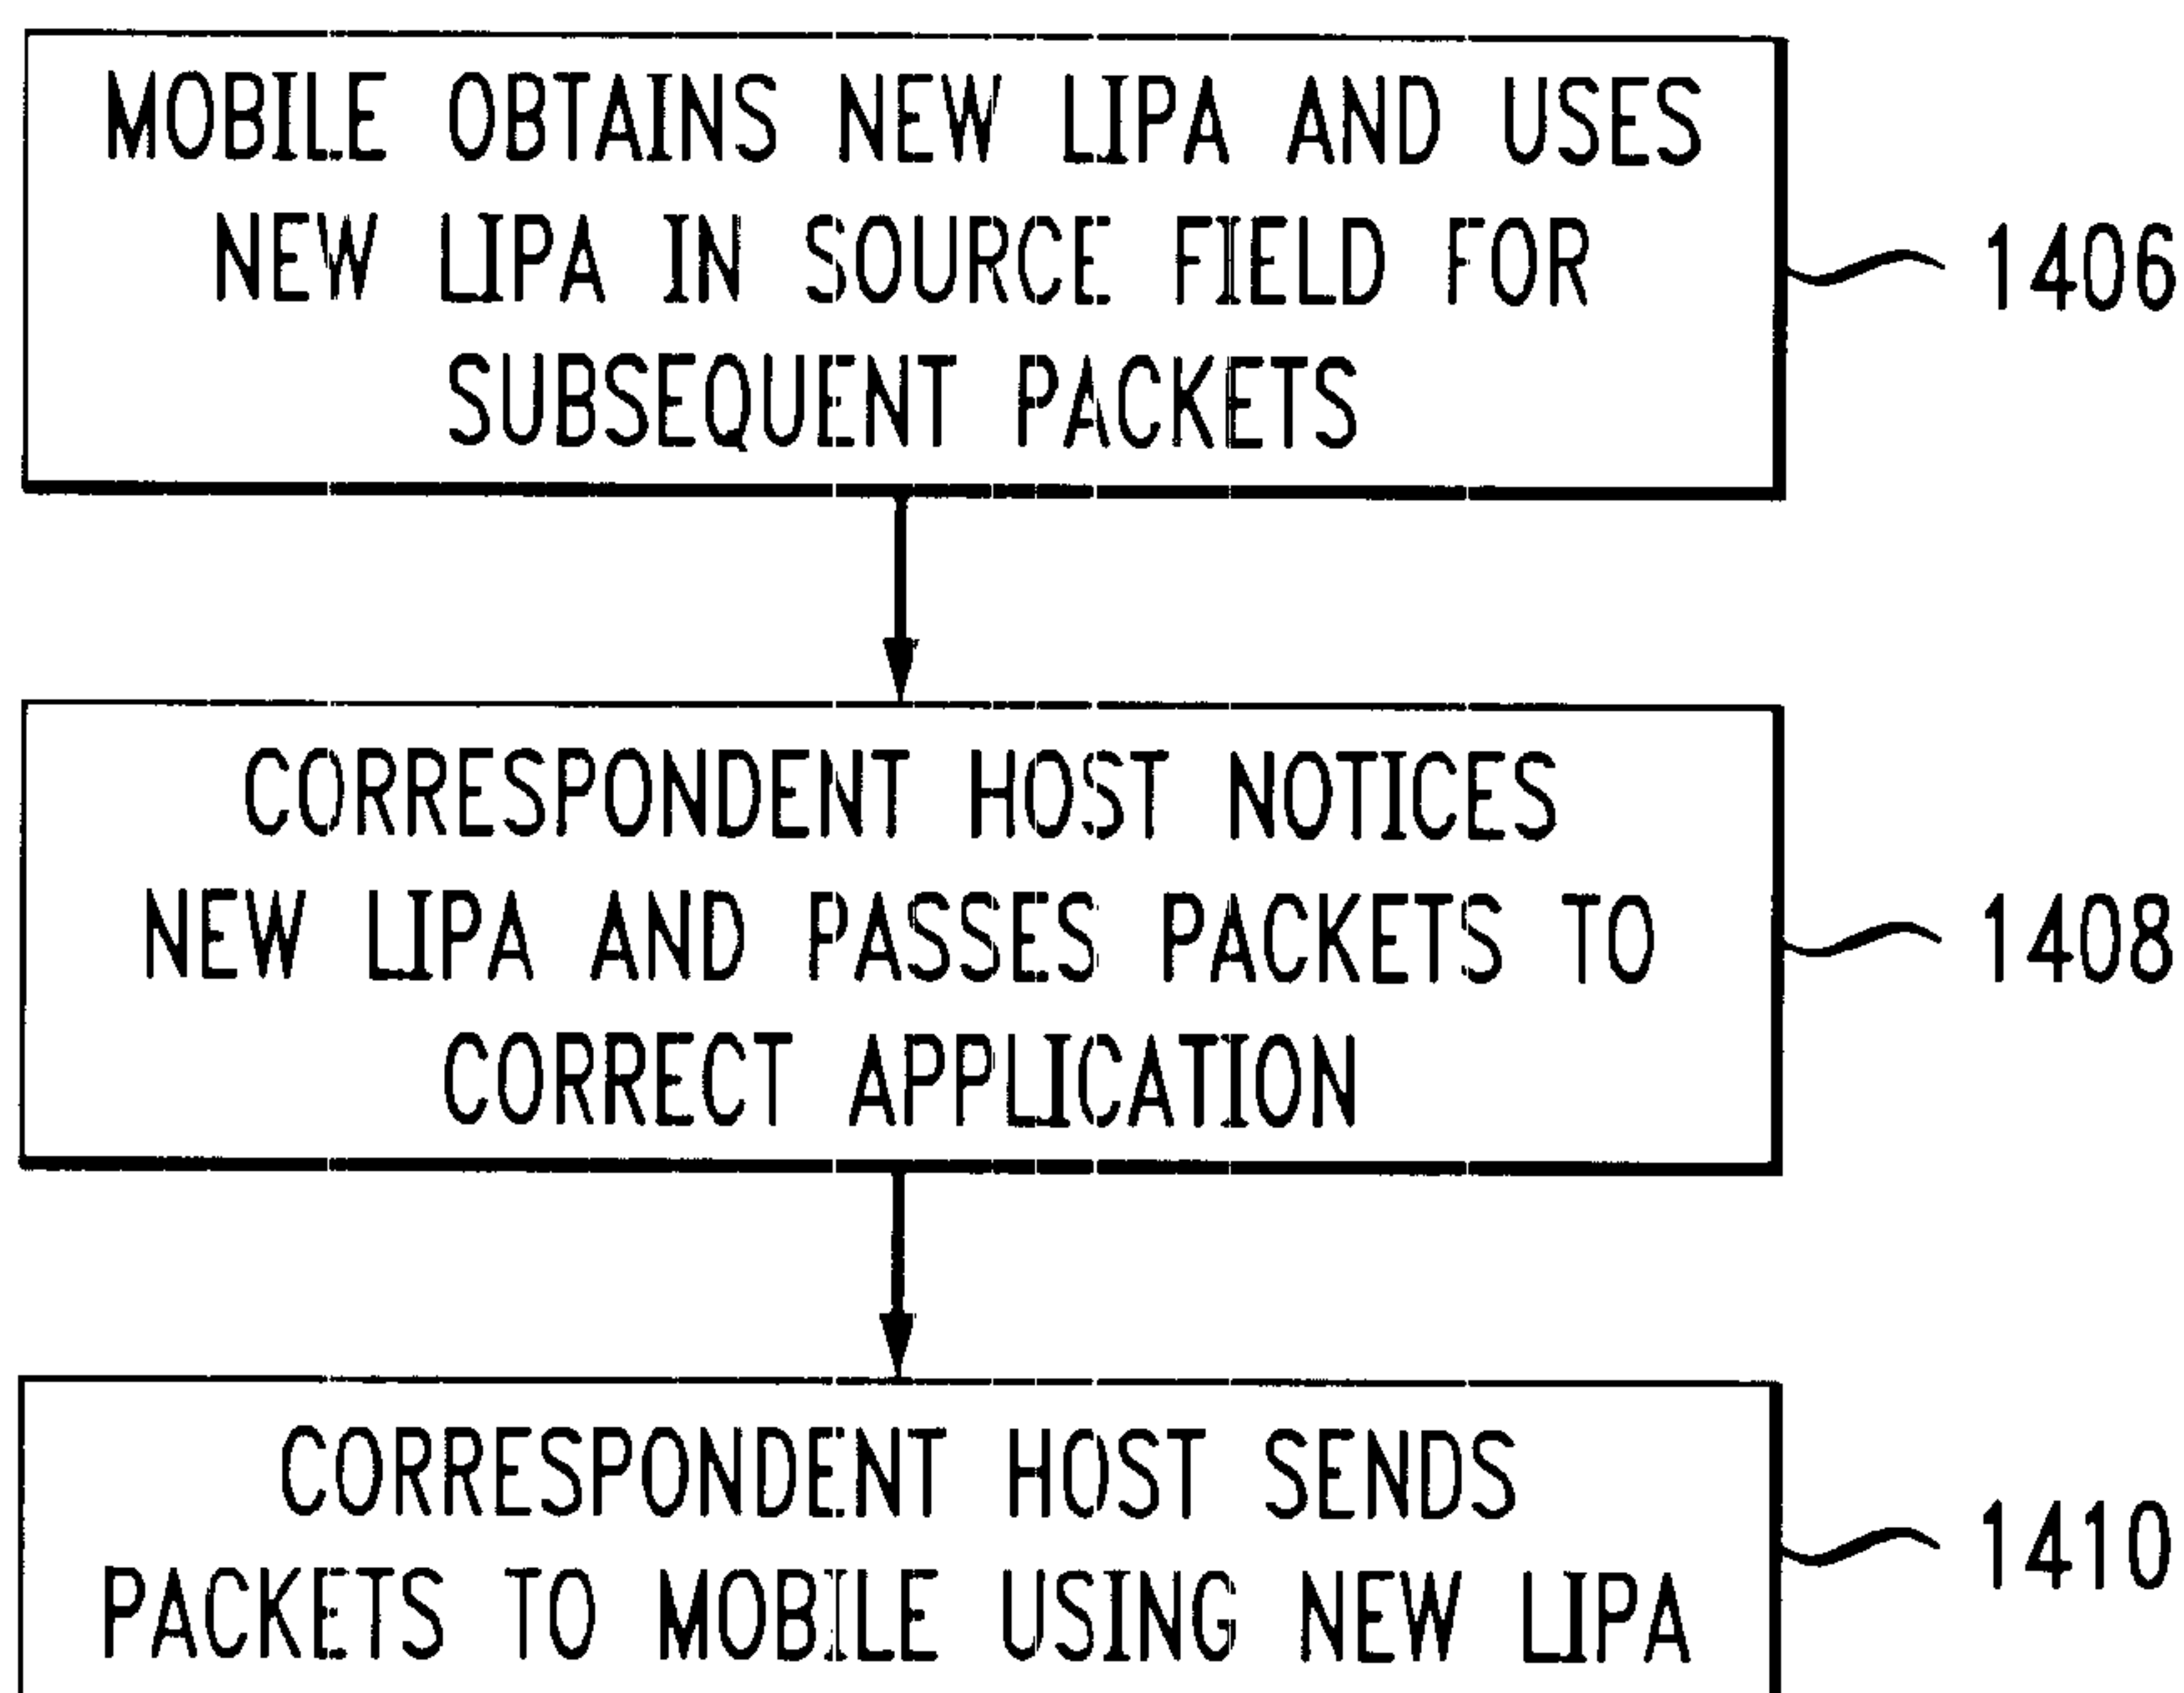 MOBILE OBTAINS NEW LIPA AND USES
NEW LIPA IN SOURCE FIELD FOR
SUBSEQUENT PACKETS
1406
CORRESPONDENT HOST NOTICES
NEW LIPA AND PASSES PACKETS TO
CORRECT APPLICATION
1408
CORRESPONDENT HOST SENDS
PACKETS TO MOBILE USING NEW LIPA
1410